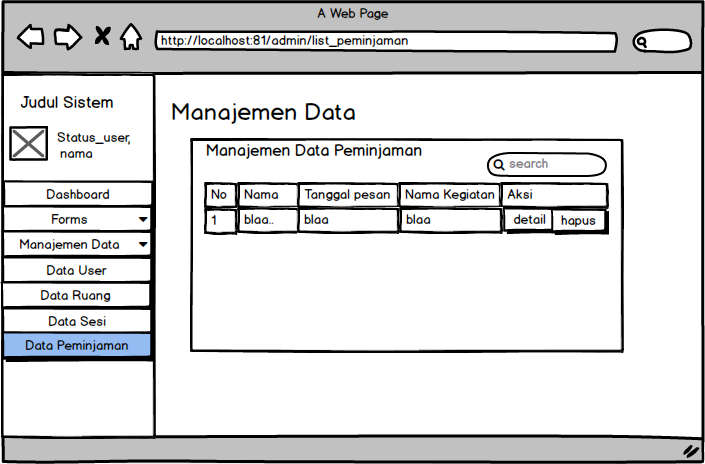 A Web Page
http://localhost:81/admin/list_peminjaman
Judul Sistem
Status_user,
nama
Dashboard
Forms
Manajemen Data
Data User
Data Ruang
Data Sesi
Data Peminjaman
Manajemen Data
Manajemen Data Peminjaman
search
No Nama Tanggal pesan Nama Kegiatan Aksi
1 blaa.. blaa blaa detail hapus